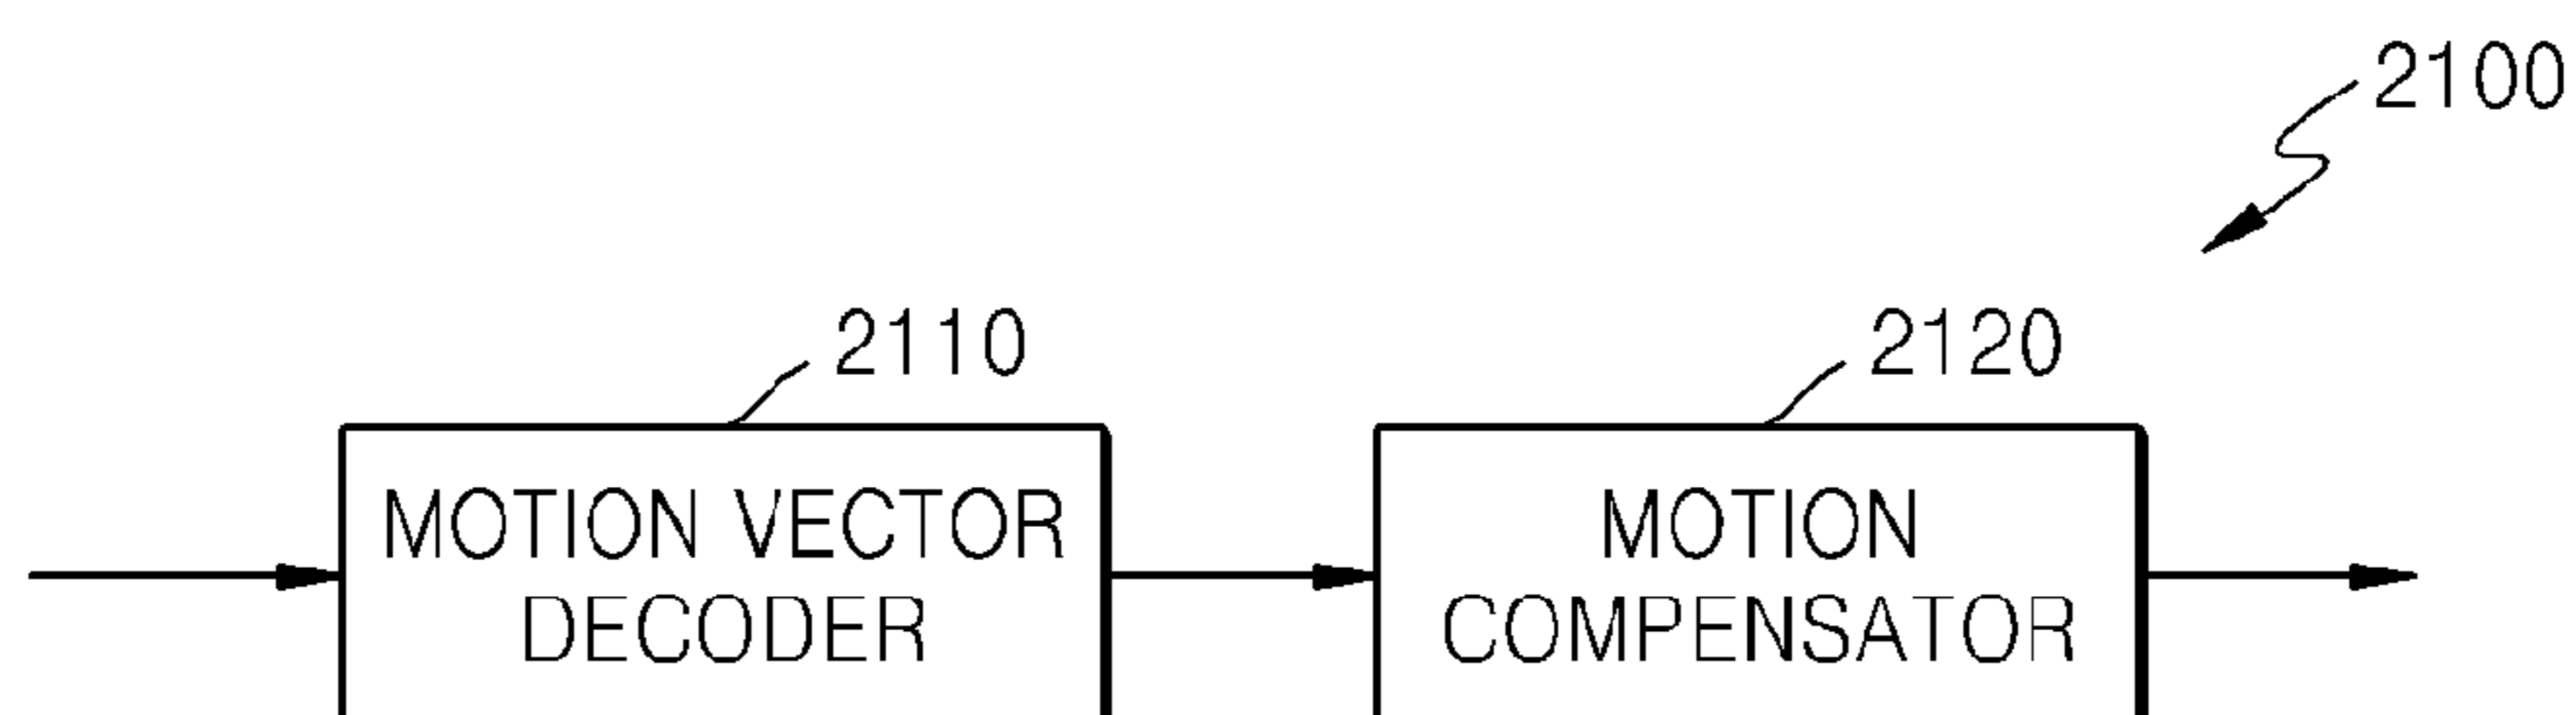 2100
2110
2120
MOTION VECTOR
DECODER
MOTION
COMPENSATOR